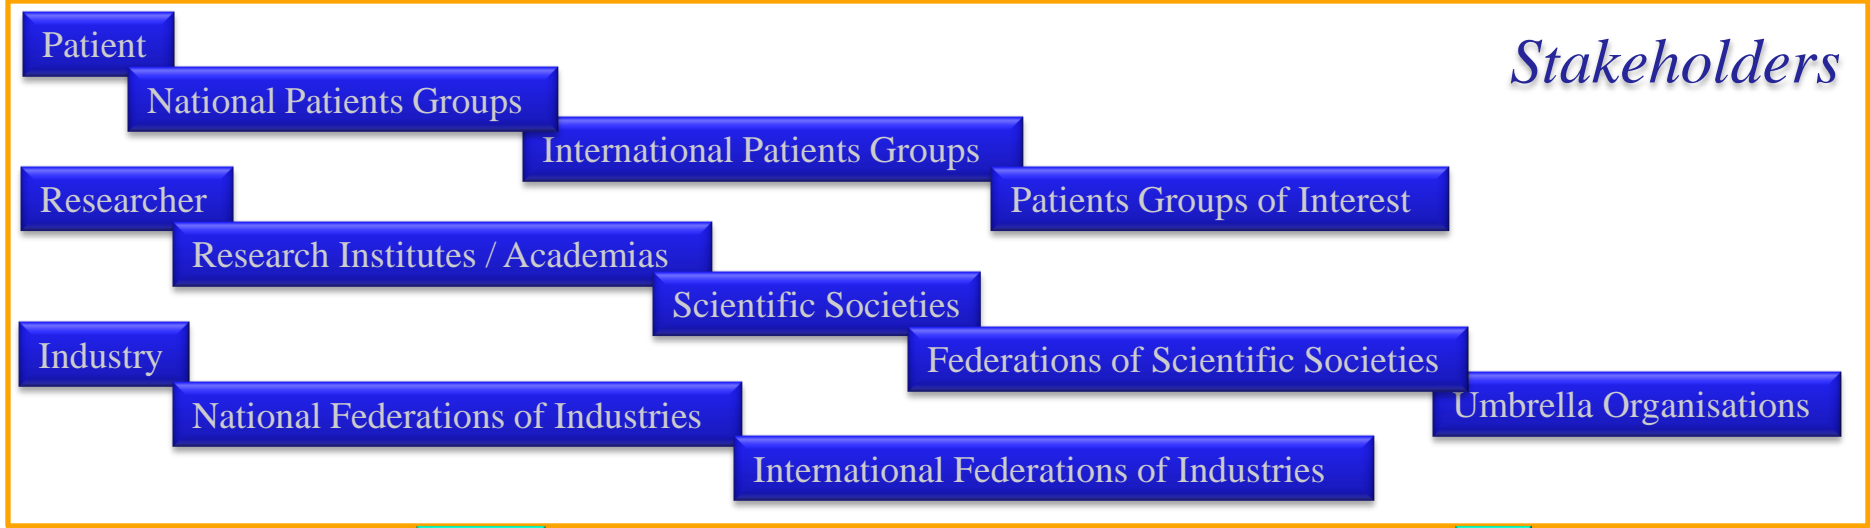 Stakeholders
Patient
National Patients Groups
International Patients Groups
Patients Groups of Interest
Researcher
Research Institutes / Academias
Scientific Societies
Federations of Scientific Societies
Umbrella Organisations
Industry
National Federations of Industries
International Federations of Industries